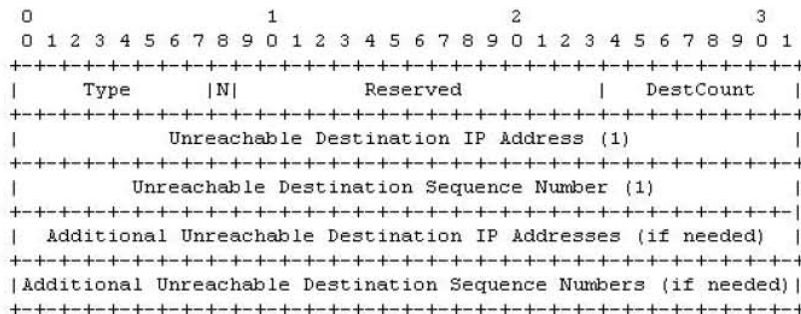 0                   1                   2                   3
 0 1 2 3 4 5 6 7 8 9 0 1 2 3 4 5 6 7 8 9 0 1 2 3 4 5 6 7 8 9 0 1
+-+-+-+-+-+-+-+-+-+-+-+-+-+-+-+-+-+-+-+-+-+-+-+-+-+-+-+-+-+-+-+-+
|     Type      |N|          Reserved           |   DestCount   |
+-+-+-+-+-+-+-+-+-+-+-+-+-+-+-+-+-+-+-+-+-+-+-+-+-+-+-+-+-+-+-+-+
|            Unreachable Destination IP Address (1)             |
+-+-+-+-+-+-+-+-+-+-+-+-+-+-+-+-+-+-+-+-+-+-+-+-+-+-+-+-+-+-+-+-+
|         Unreachable Destination Sequence Number (1)           |
+-+-+-+-+-+-+-+-+-+-+-+-+-+-+-+-+-+-+-+-+-+-+-+-+-+-+-+-+-+-+-+-|
|  Additional Unreachable Destination IP Addresses (if needed)  |
+-+-+-+-+-+-+-+-+-+-+-+-+-+-+-+-+-+-+-+-+-+-+-+-+-+-+-+-+-+-+-+-+
|Additional Unreachable Destination Sequence Numbers (if needed)|
+-+-+-+-+-+-+-+-+-+-+-+-+-+-+-+-+-+-+-+-+-+-+-+-+-+-+-+-+-+-+-+-+